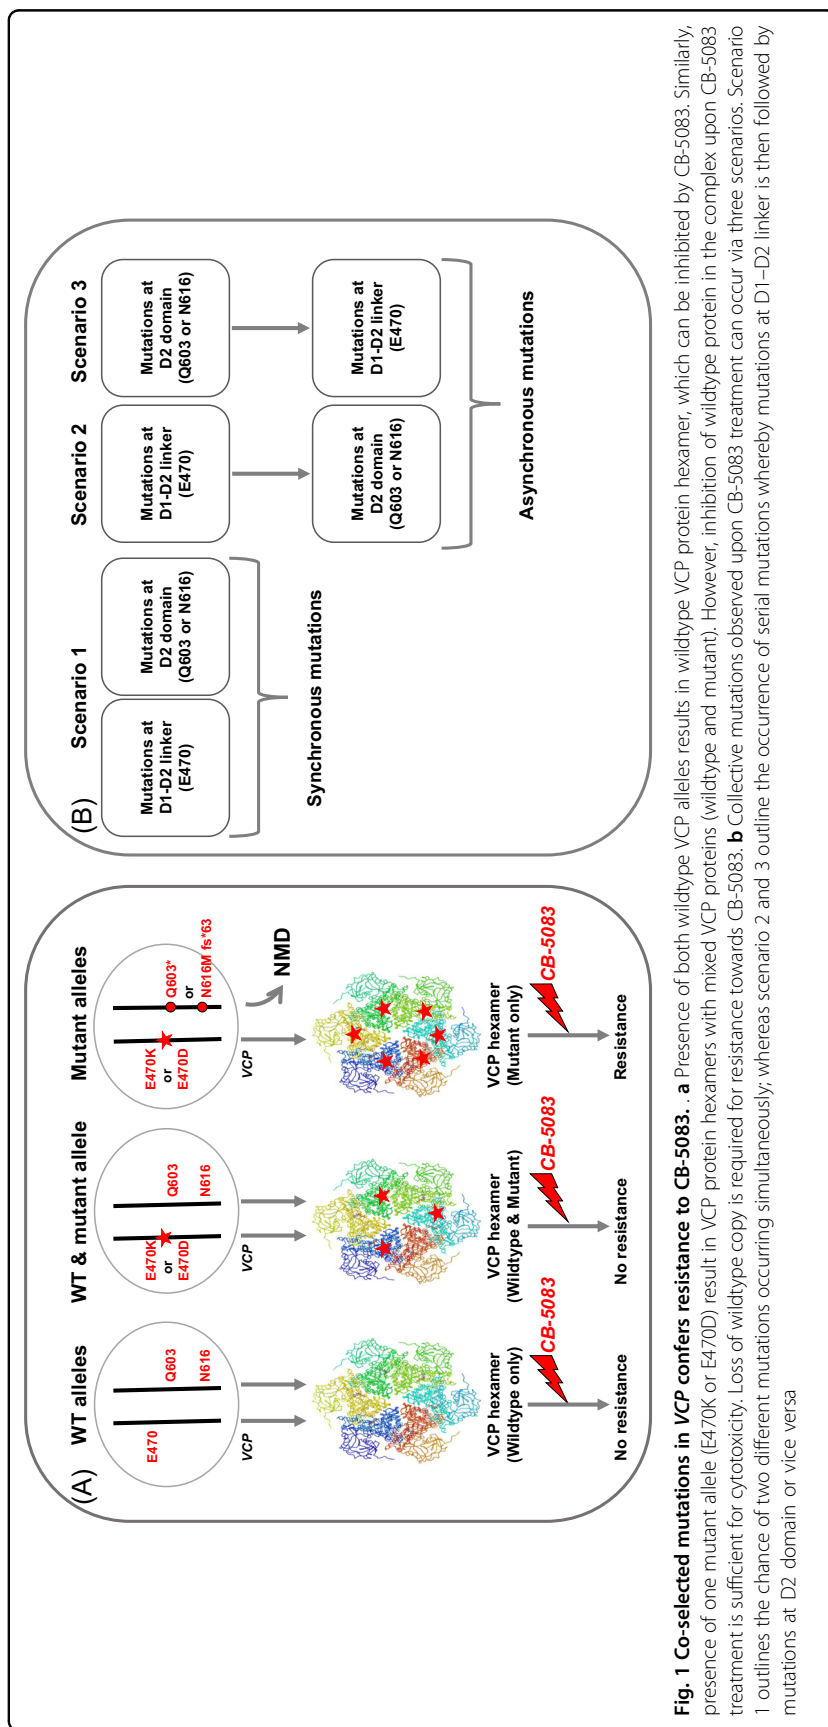 (A)
WT alleles
WT & mutant allele
Mutant alleles
E470
Q603
N616
VCP
E470K
or
E470D
Q603
N616
VCP
E470K
or
E470D
Q603*
or
N616M fs*63
VCP
NMD
VCP hexamer
(Wildtype only)
VCP hexamer
(Wildtype & Mutant)
VCP hexamer
(Mutant only)
CB-5083
CB-5083
CB-5083
No resistance
No resistance
Resistance
(B)
Scenario 1
Scenario 2
Scenario 3
Mutations at
D1-D2 linker
(E470)
Mutations at
D2 domain
(Q603 or N616)
Mutations at
D1-D2 linker
(E470)
Mutations at
D2 domain
(Q603 or N616)
Mutations at
D2 domain
(Q603 or N616)
Mutations at
D1-D2 linker
(E470)
Synchronous mutations
Asynchronous mutations
Fig. 1 Co-selected mutations in VCP confers resistance to CB-5083. . a Presence of both wildtype VCP alleles results in wildtype VCP protein hexamer, which can be inhibited by CB-5083. Similarly,
presence of one mutant allele (E470K or E470D) result in VCP protein hexamers with mixed VCP proteins (wildtype and mutant). However, inhibition of wildtype protein in the complex upon CB-5083
treatment is sufficient for cytotoxicity. Loss of wildtype copy is required for resistance towards CB-5083. b Collective mutations observed upon CB-5083 treatment can occur via three scenarios. Scenario
1 outlines the chance of two different mutations occurring simultaneously; whereas scenario 2 and 3 outline the occurrence of serial mutations whereby mutations at D1–D2 linker is then followed by
mutations at D2 domain or vice versa